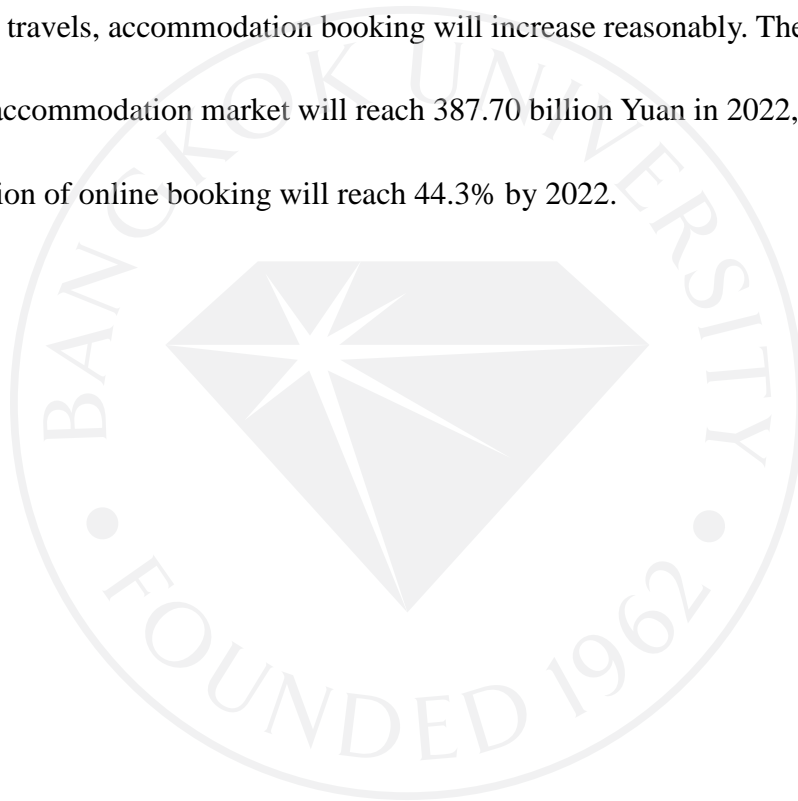 travels, accommodation booking will increase reasonably. The
accommodation market will reach 387.70 billion Yuan in 2022,
ion of online booking will reach 44.3% by 2022.
BANGKOK UNIVERSITY
• FOUNDED 1962 •